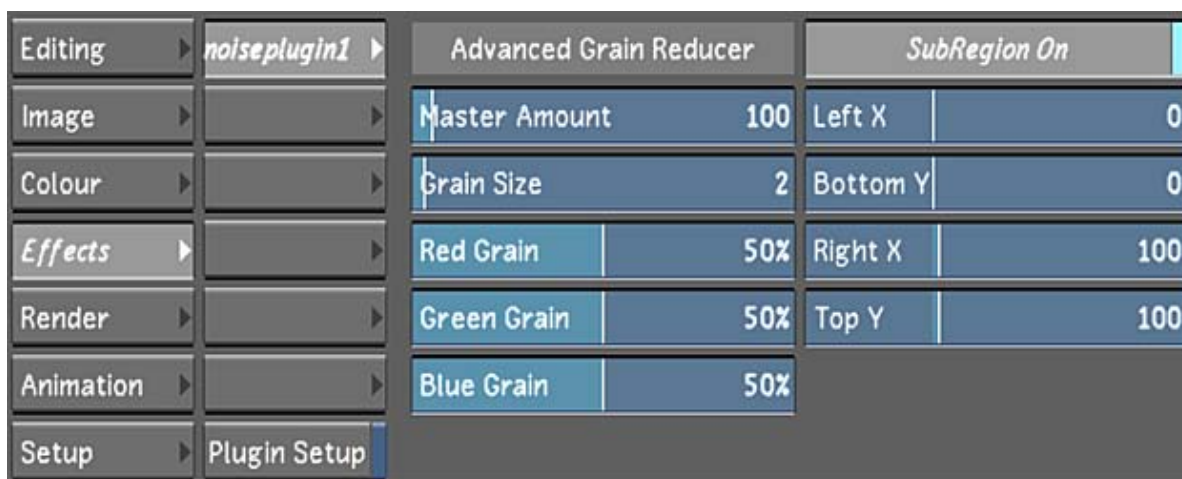 Editing noiseplugin1 Advanced Grain Reducer SubRegion On
Image Master Amount 100 Left X 0
Colour Grain Size 2 Bottom Y 0
Effects Red Grain 50% Right X 100
Render Green Grain 50% Top Y 100
Animation Blue Grain 50%
Setup Plugin Setup